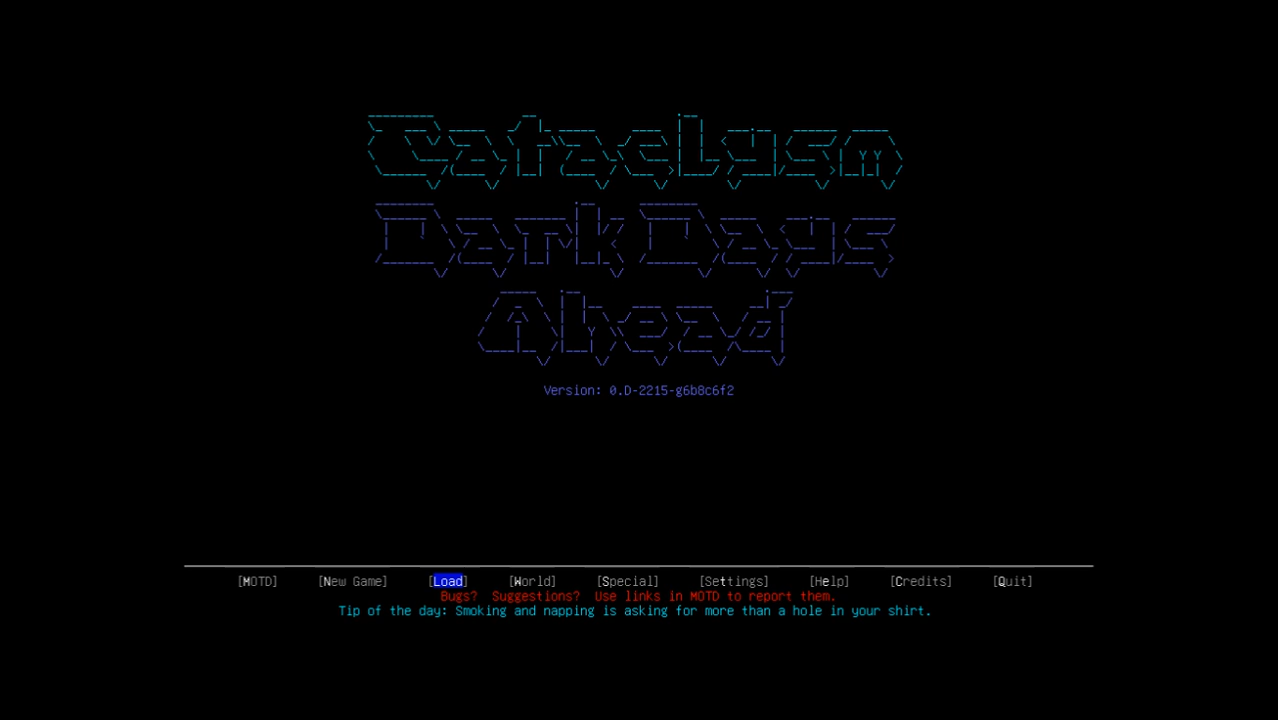 Cataclysm
Dark Days
Ahead
Version: 0.D-2215-g6b8c6f2
[MOTD] [New Game] [Load] [World] [Special] [Settings] [Help] [Credits] [Quit]
Bugs? Suggestions? Use links in MOTD to report them.
Tip of the day: Smoking and napping is asking for more than a hole in your shirt.